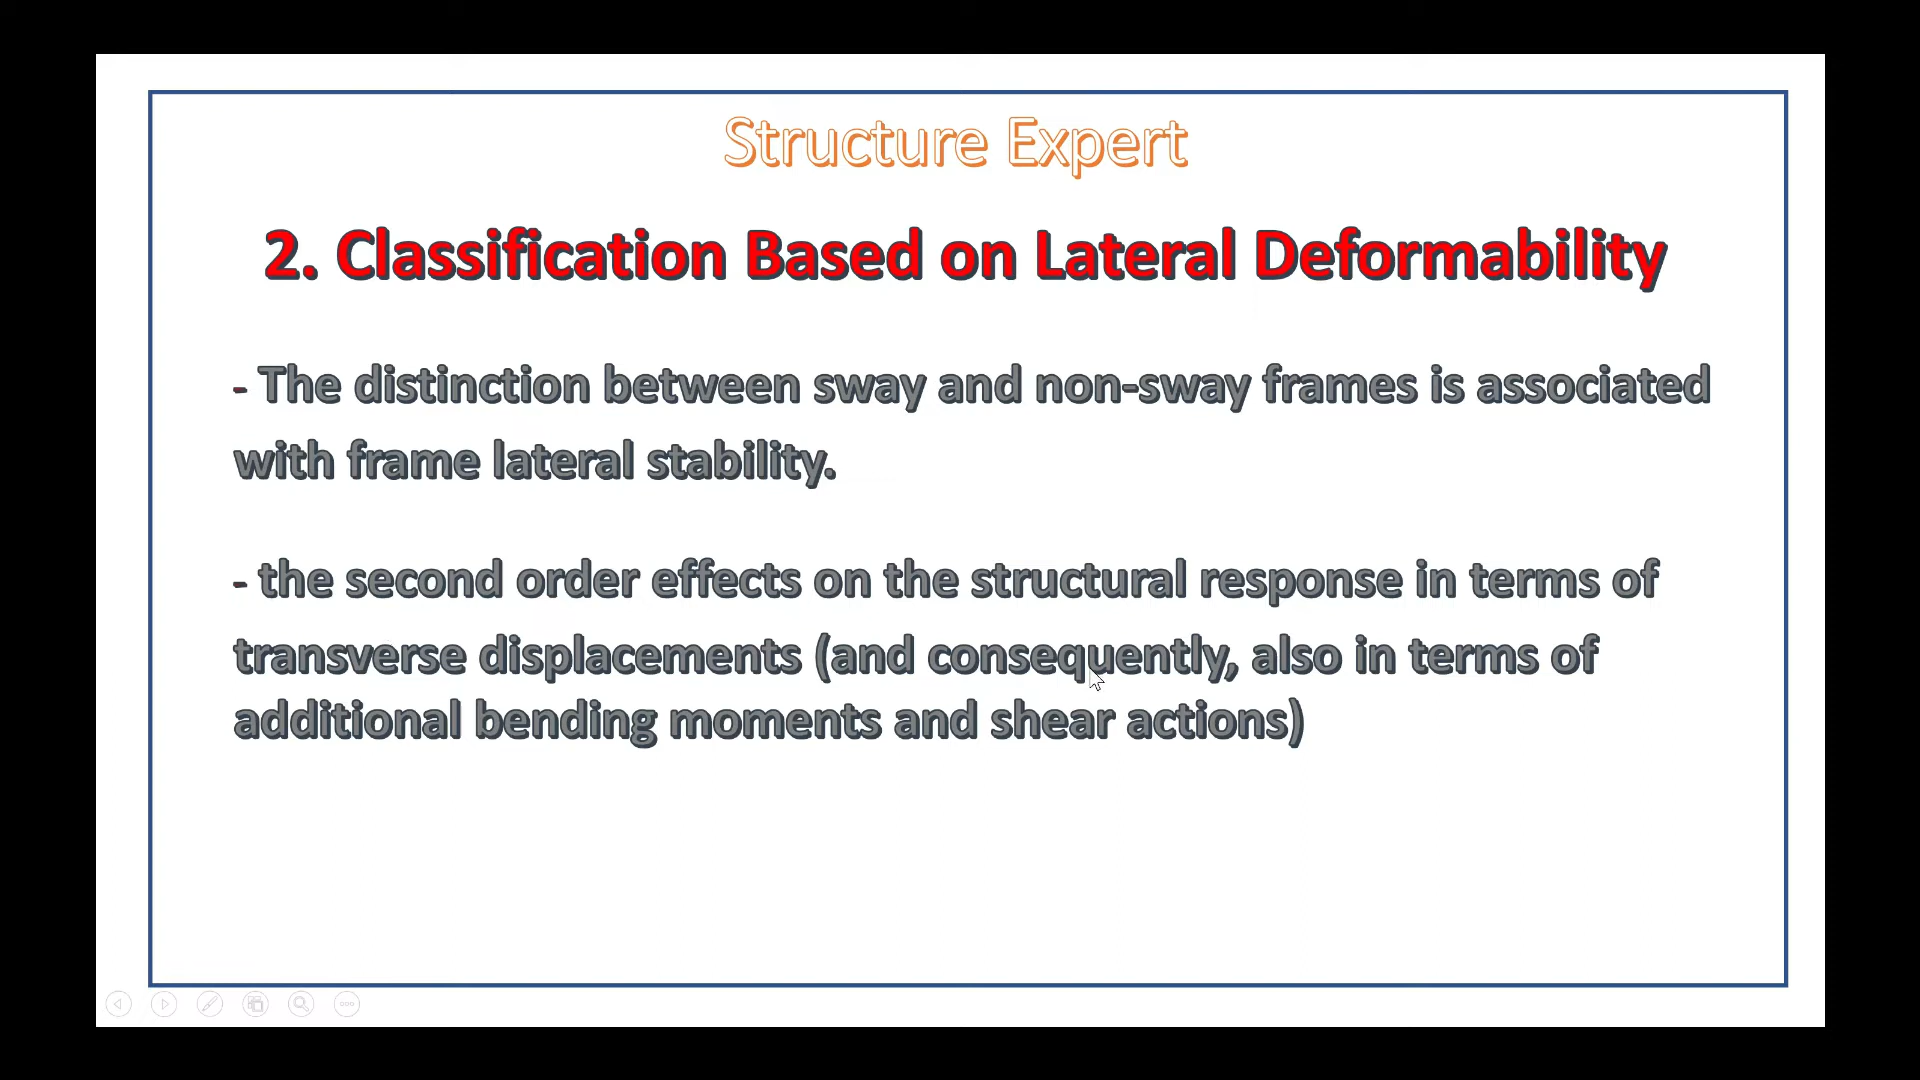 Structure Expert
2. Classification Based on Lateral Deformability
- The distinction between sway and non-sway frames is associated
with frame lateral stability.
- the second order effects on the structural response in terms of
transverse displacements (and consequently, also in terms of
additional bending moments and shear actions)